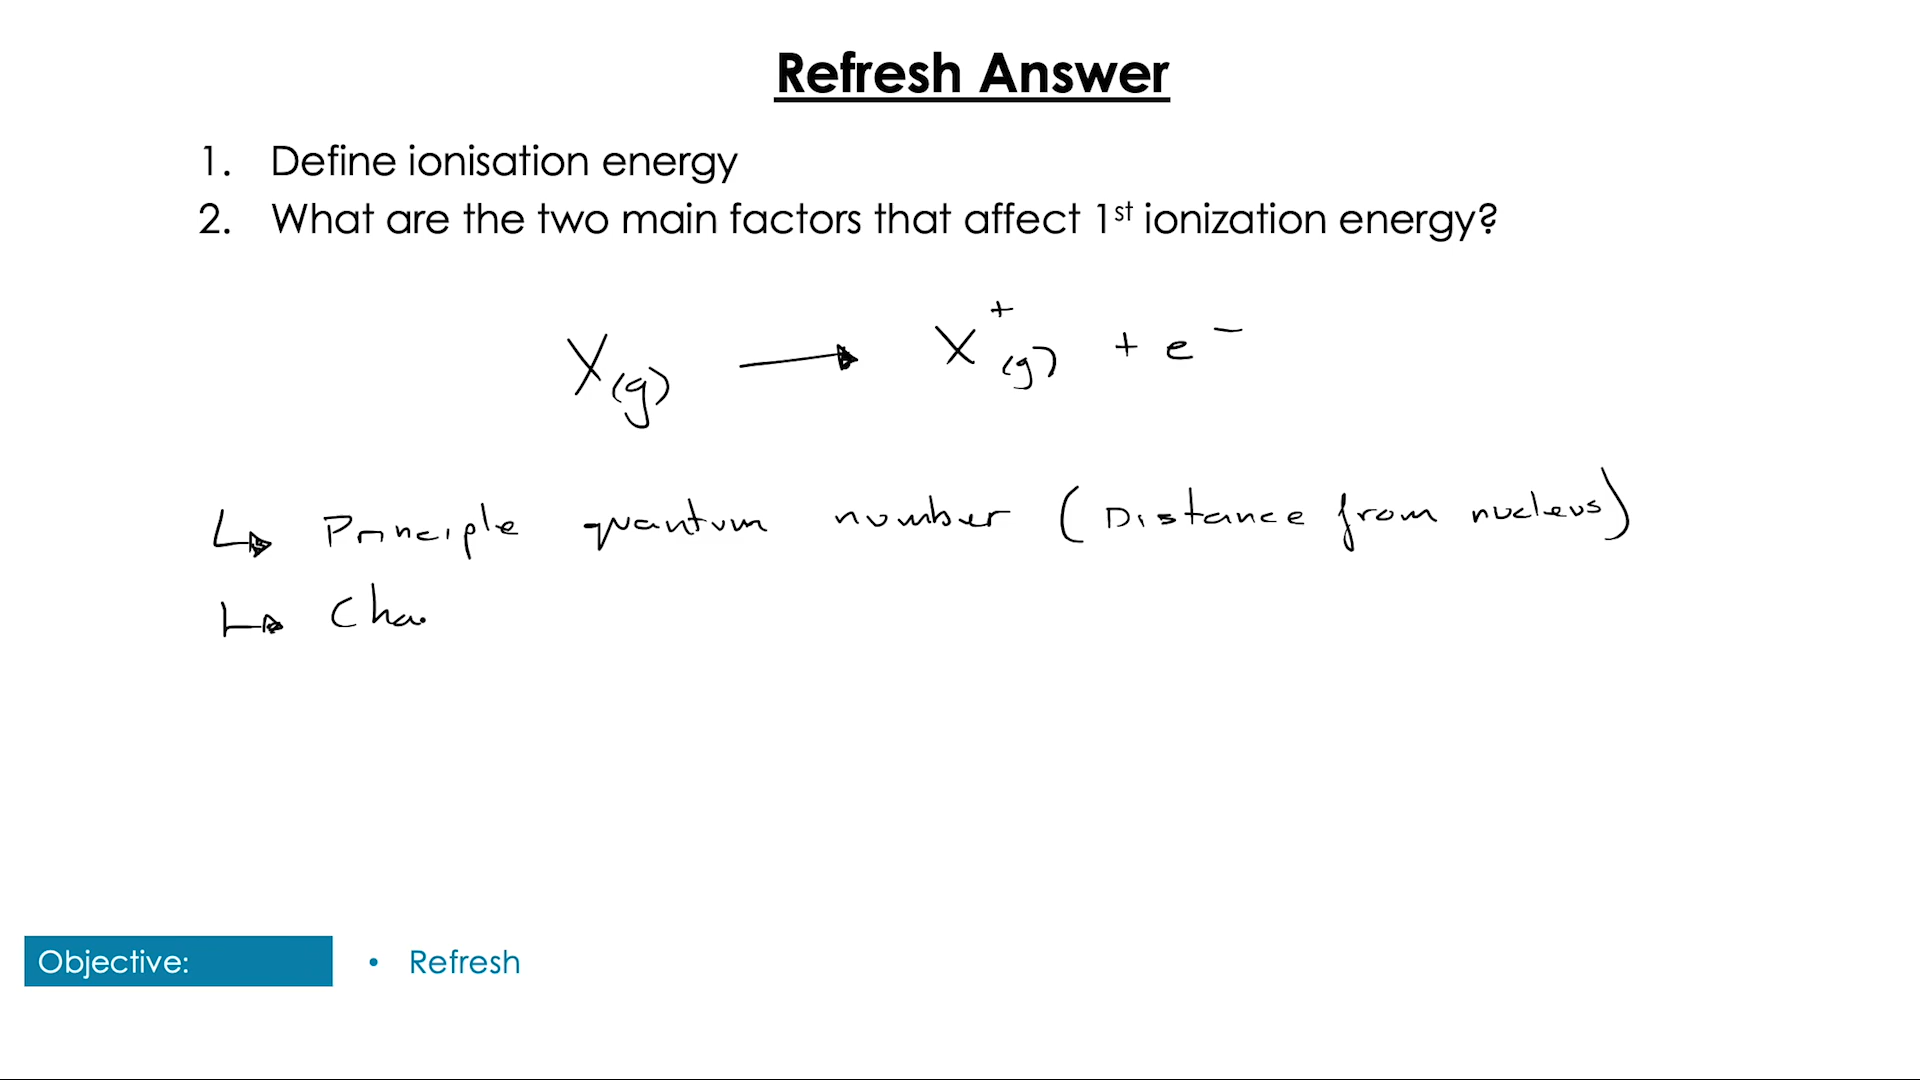 Refresh Answer
1. Define ionisation energy
2. What are the two main factors that affect 1st ionization energy?
X(g) → X+(g) + e−
↳ Principle quantum number (Distance from nucleus)
↳ Cha
Objective: • Refresh